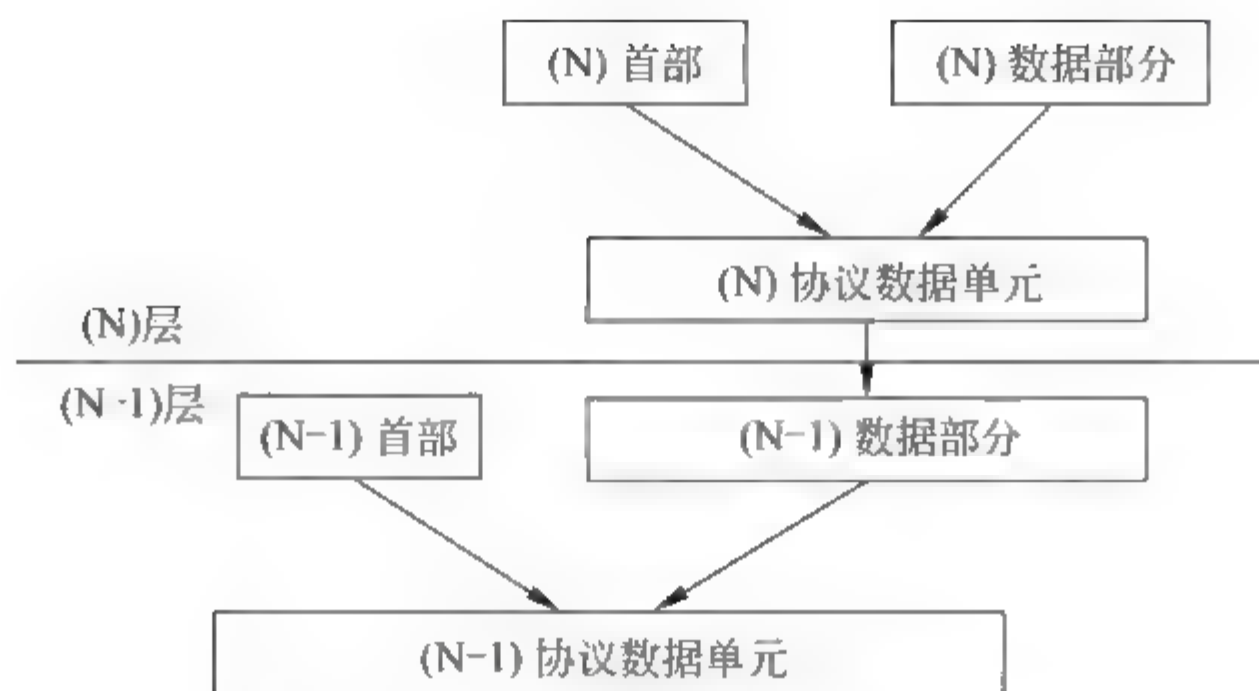 (N) 首部
(N) 数据部分
(N) 协议数据单元
(N)层
(N-1)层
(N-1) 首部
(N-1) 数据部分
(N-1) 协议数据单元